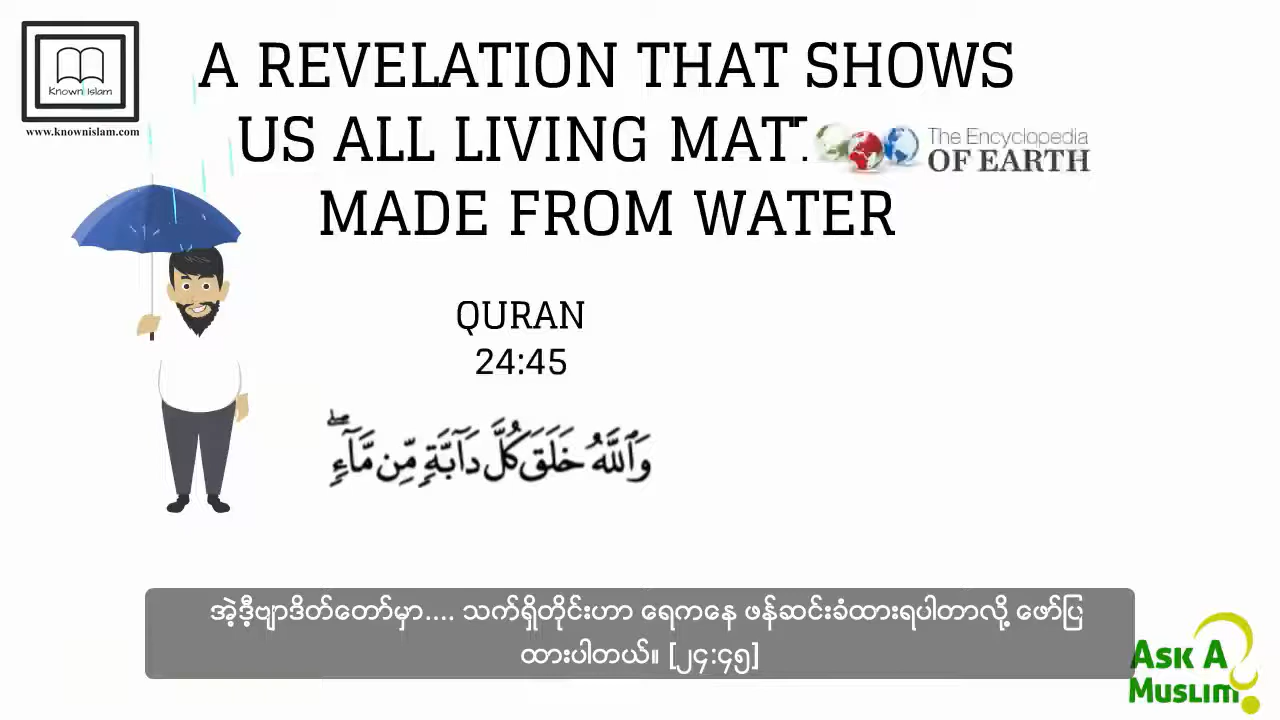 Known Islam
www.knownislam.com
A REVELATION THAT SHOWS
US ALL LIVING
MADE FROM WATER
The Encyclopedia
OF EARTH
QURAN
24:45
وَٱللَّهُ خَلَقَ كُلَّ دَآبَّةٍ مِّن مَّآءٍ ۖ
အဲ့ဒီ့ဗျာဒိတ်တော်မှာ.... သက်ရှိတိုင်းဟာ ရေကနေ ဖန်ဆင်းခံထားရပါတာလို့ ဖော်ပြ
ထားပါတယ်။ [၂၄:၄၅]
ASK A
MUSLIM